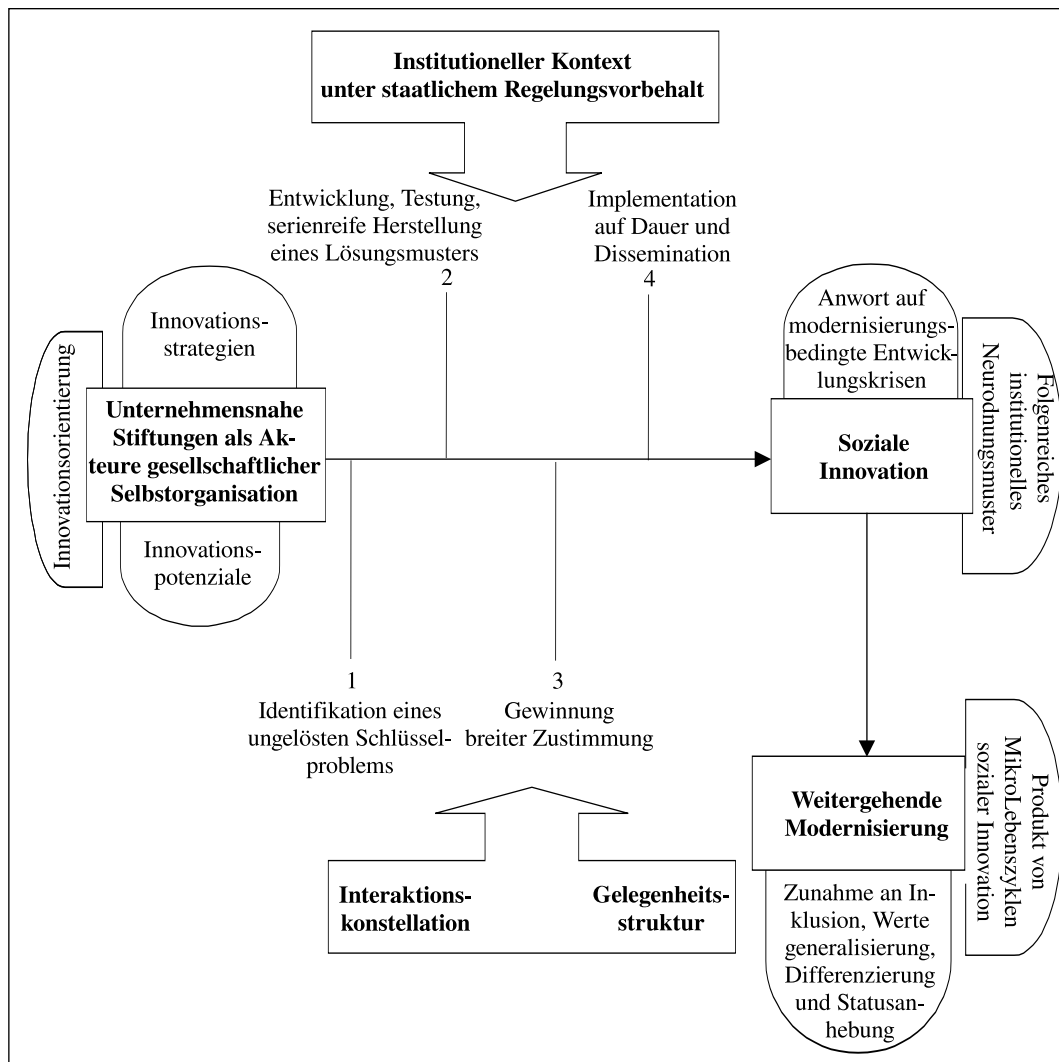 Institutioneller Kontext
unter staatlichem Regelungsvorbehalt
Entwicklung, Testung,
serienreife Herstellung
eines Lösungsmusters
2
Implementation
auf Dauer und
Dissemination
4
Innovationsorientierung
Innovations-
strategien
Unternehmensnahe
Stiftungen als Ak-
teure gesellschaftlicher
Selbstorganisation
Innovations-
potenziale
Anwort auf
modernisierungs-
bedingte Entwick-
lungskrisen
Soziale
Innovation
Folgenreiches
institutionelles
Neurodnungsmuster
1
Identifikation eines
ungelösten Schlüssel-
problems
3
Gewinnung
breiter Zustimmung
Interaktions-
konstellation
Gelegenheits-
struktur
Weitergehende
Modernisierung
Produkt von
MikroLebenszyklen
sozialer Innovation
Zunahme an In-
klusion, Werte
generalisierung,
Differenzierung
und Statusan-
hebung